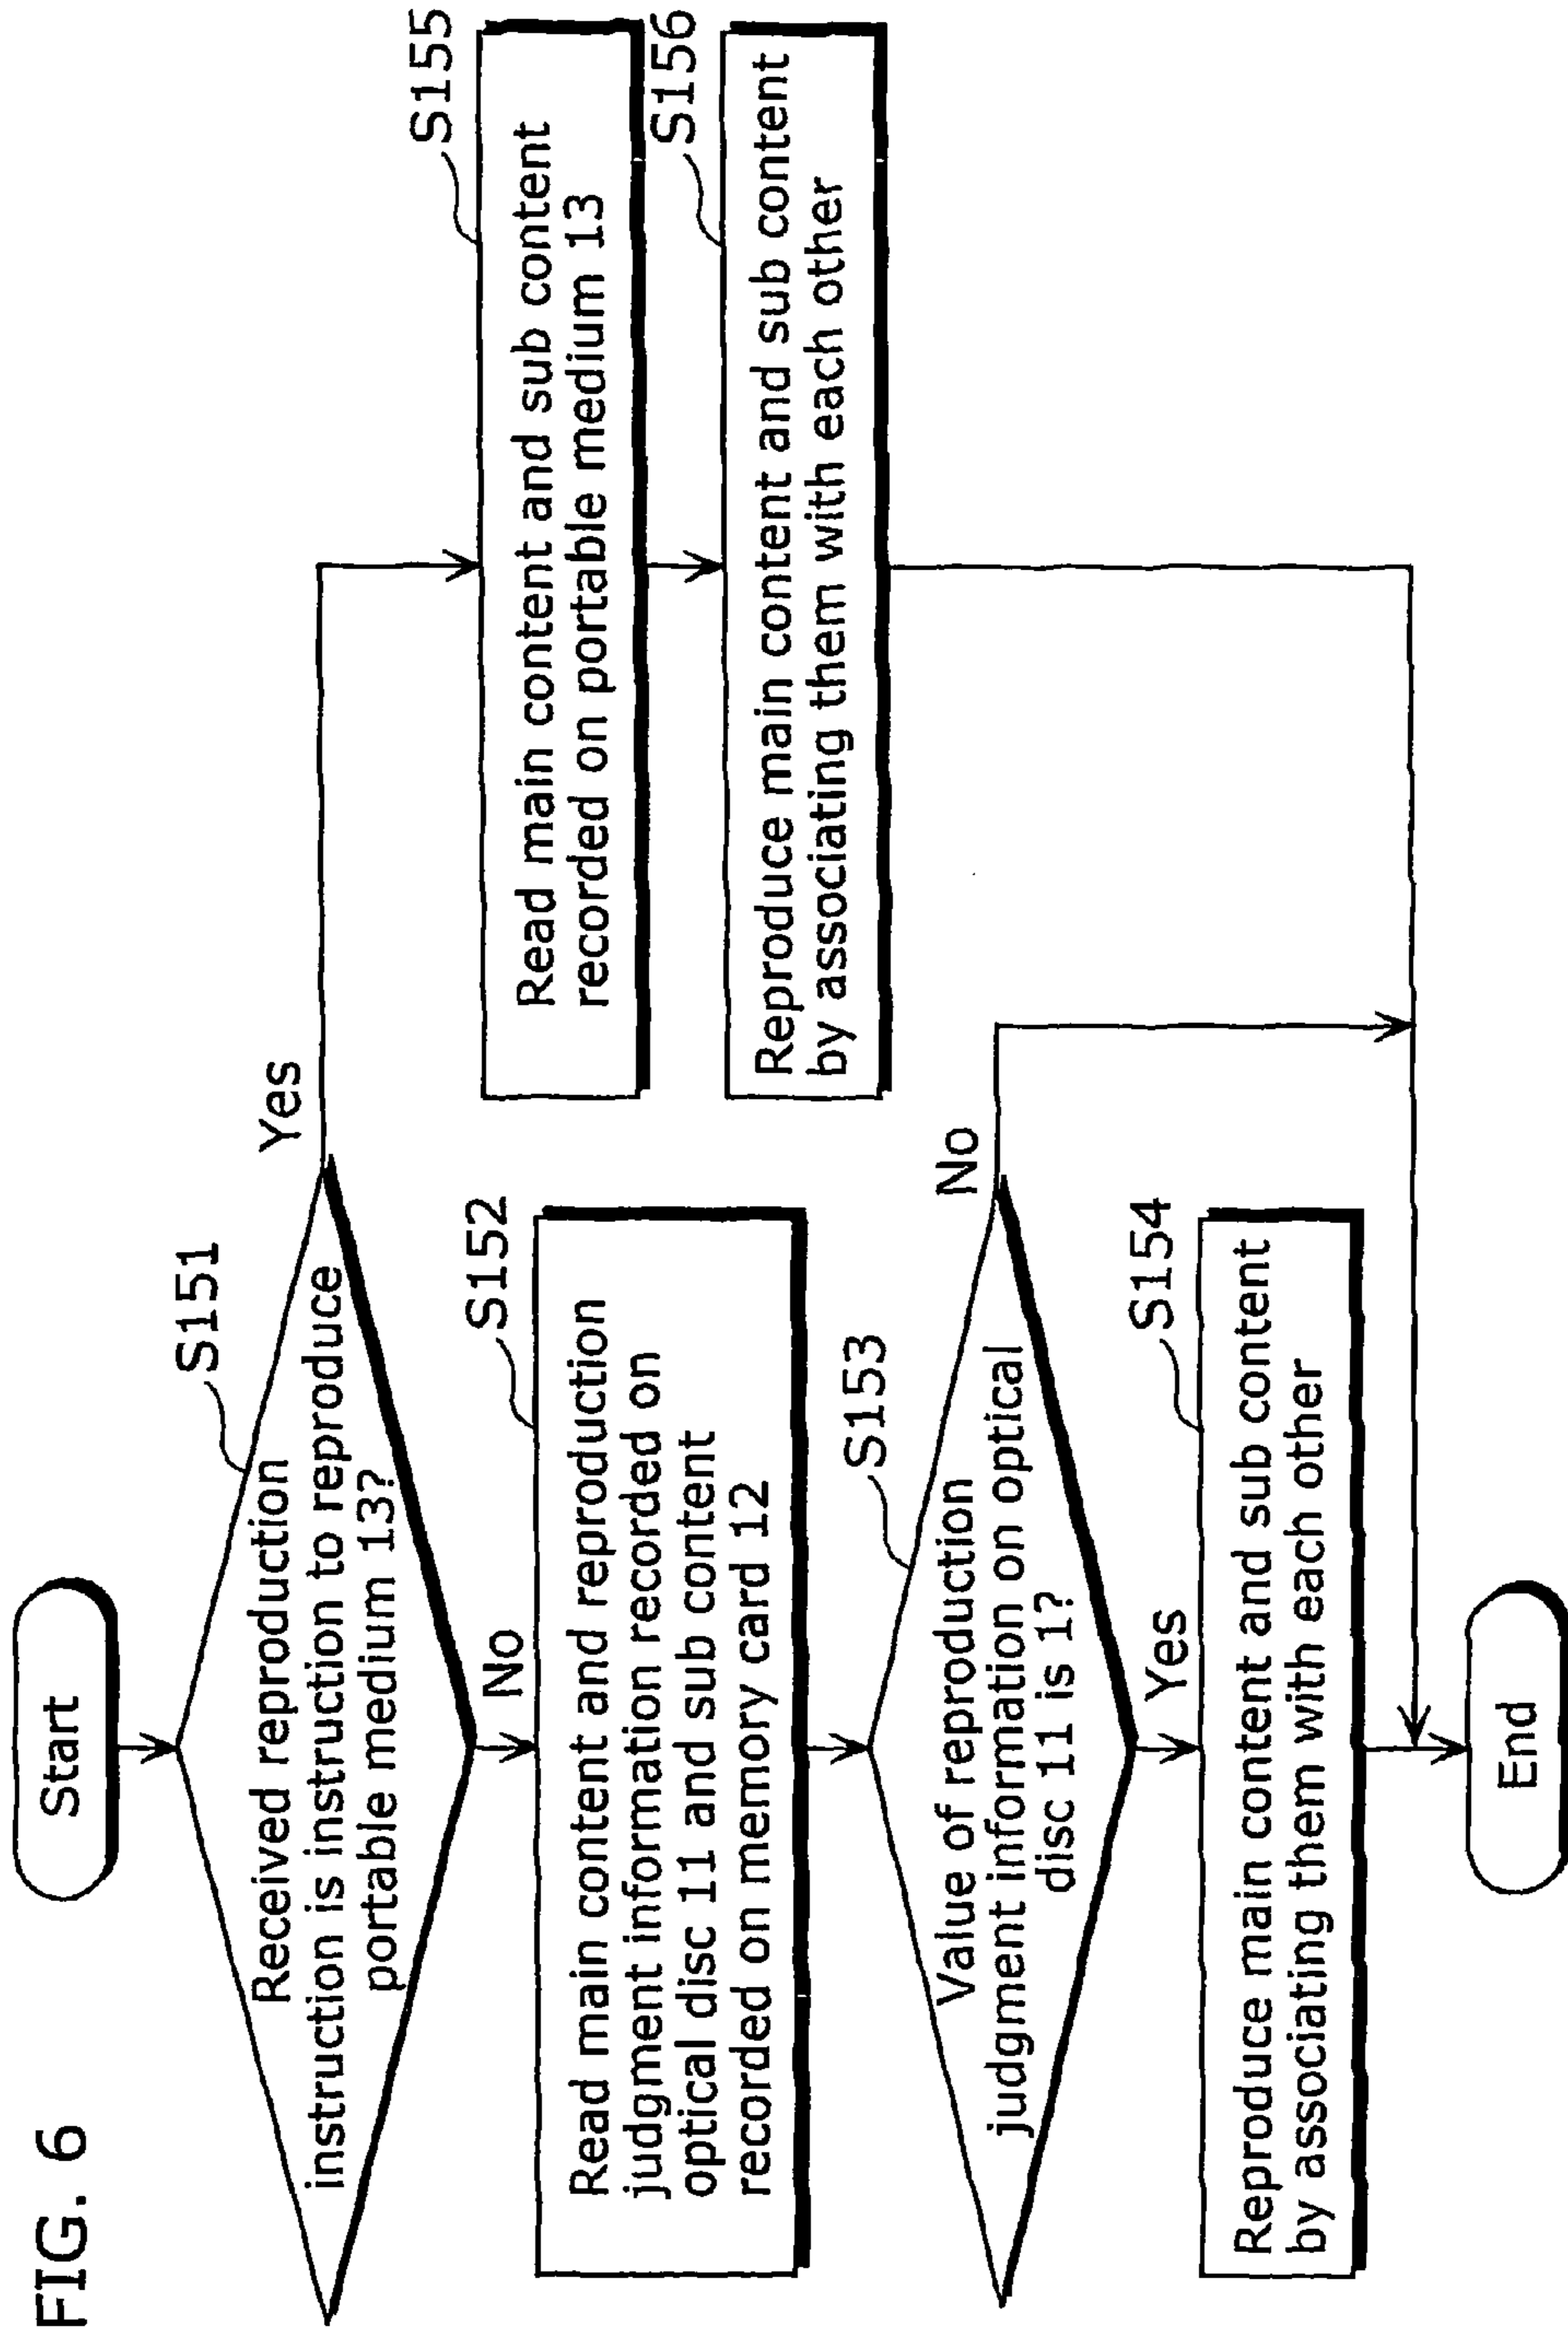 FIG. 6
Start
S151
Received reproduction
instruction is instruction to reproduce
portable medium 13?
Yes
No
S152
Read main content and reproduction
judgment information recorded on
optical disc 11 and sub content
recorded on memory card 12
S153
Value of reproduction
judgment information on optical
disc 11 is 1?
No
Yes
S154
Reproduce main content and sub content
by associating them with each other
S155
Read main content and sub content
recorded on portable medium 13
S156
Reproduce main content and sub content
by associating them with each other
End